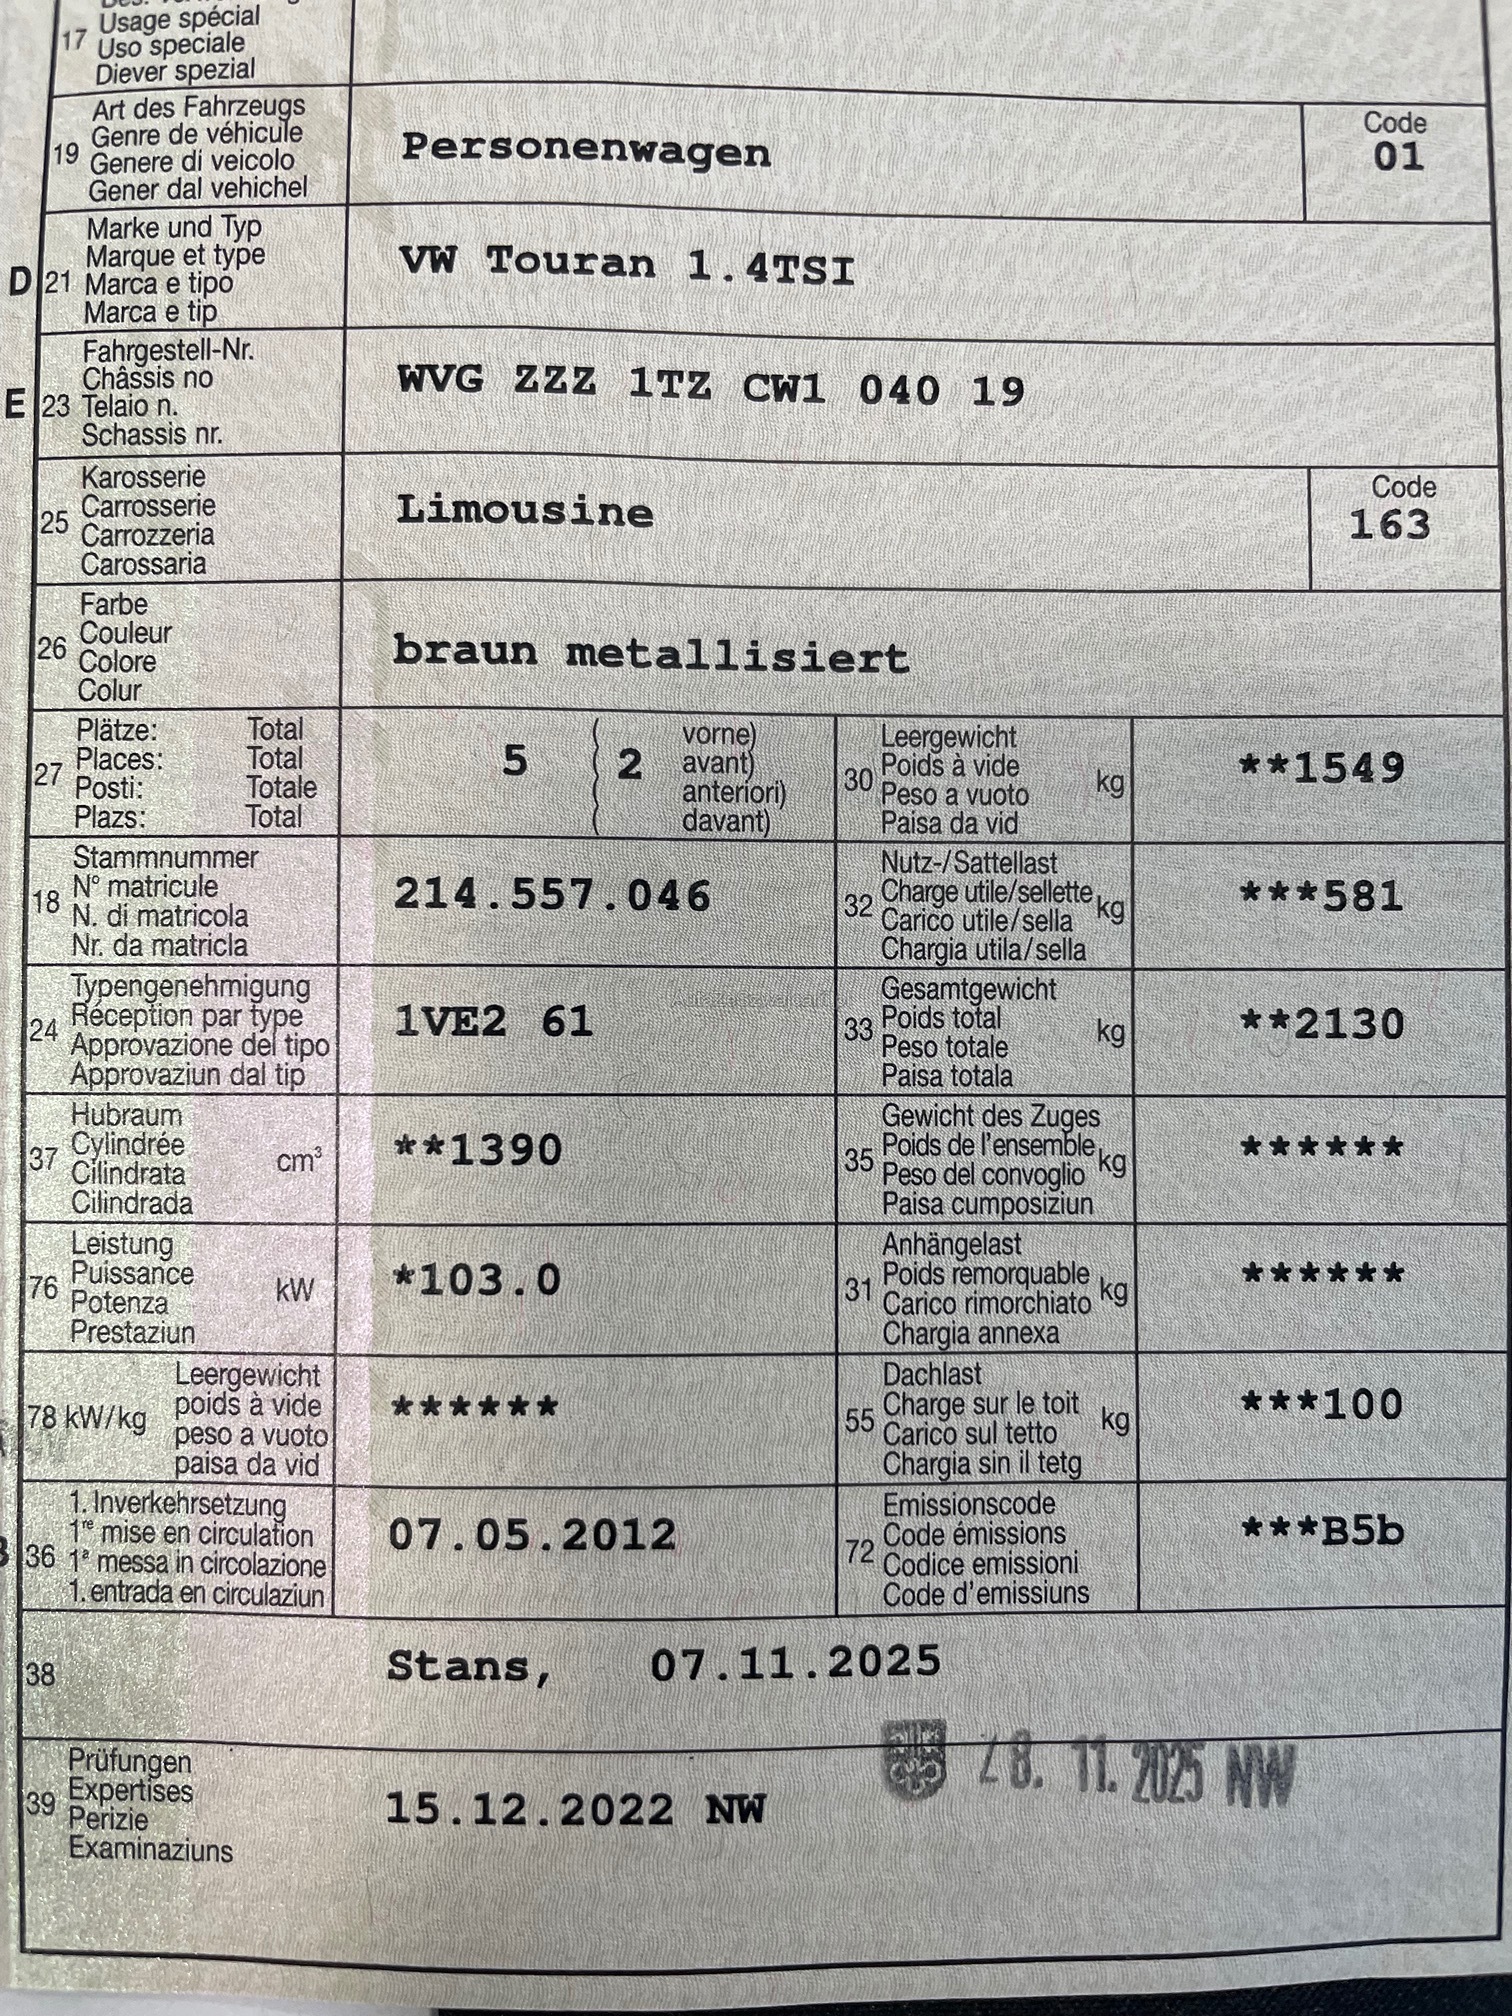 17 Usage spécial
Uso speciale
Diever spezial
19 Art des Fahrzeugs
Genre de véhicule
Genere di veicolo
Gener dal vehichel
Personenwagen
Code
01
D 21 Marke und Typ
Marque et type
Marca e tipo
Marca e tip
VW Touran 1.4TSI
E 23 Fahrgestell-Nr.
Châssis no
Telaio n.
Schassis nr.
WVG ZZZ 1TZ CW1 040 19
25 Karosserie
Carrosserie
Carrozzeria
Carossaria
Limousine
Code
163
26 Farbe
Couleur
Colore
Colur
braun metallisiert
27 Plätze: Total
Places: Total
Posti: Totale
Plazs: Total
5 ( 2 vorne)
avant)
anteriori)
davant)
30 Leergewicht
Poids à vide
Peso a vuoto
Paisa da vid
kg
**1549
18 Stammnummer
N° matricule
N. di matricola
Nr. da matricla
214.557.046
32 Nutz-/Sattellast
Charge utile/sellette
Carico utile/sella
Chargia utila/sella
kg
***581
24 Typengenehmigung
Réception par type
Approvazione del tipo
Approvaziun dal tip
1VE2 61
33 Gesamtgewicht
Poids total
Peso totale
Paisa totala
kg
**2130
37 Hubraum
Cylindrée
Cilindrata
Cilindrada
cm³
**1390
35 Gewicht des Zuges
Poids de l'ensemble
Peso del convoglio
Paisa cumposiziun
kg
******
76 Leistung
Puissance
Potenza
Prestaziun
kW
*103.0
31 Anhängelast
Poids remorquable
Carico rimorchiato
Chargia annexa
kg
******
78 kW/kg Leergewicht
poids à vide
peso a vuoto
paisa da vid
******
55 Dachlast
Charge sur le toit
Carico sul tetto
Chargia sin il tetg
kg
***100
36 1. Inverkehrsetzung
1re mise en circulation
1a messa in circolazione
1. entrada en circulaziun
07.05.2012
72 Emissionscode
Code émissions
Codice emissioni
Code d'emissiuns
***B5b
38 Stans, 07.11.2025
39 Prüfungen
Expertises
Perizie
Examinaziuns
15.12.2022 NW
28. 11. 2025 NW